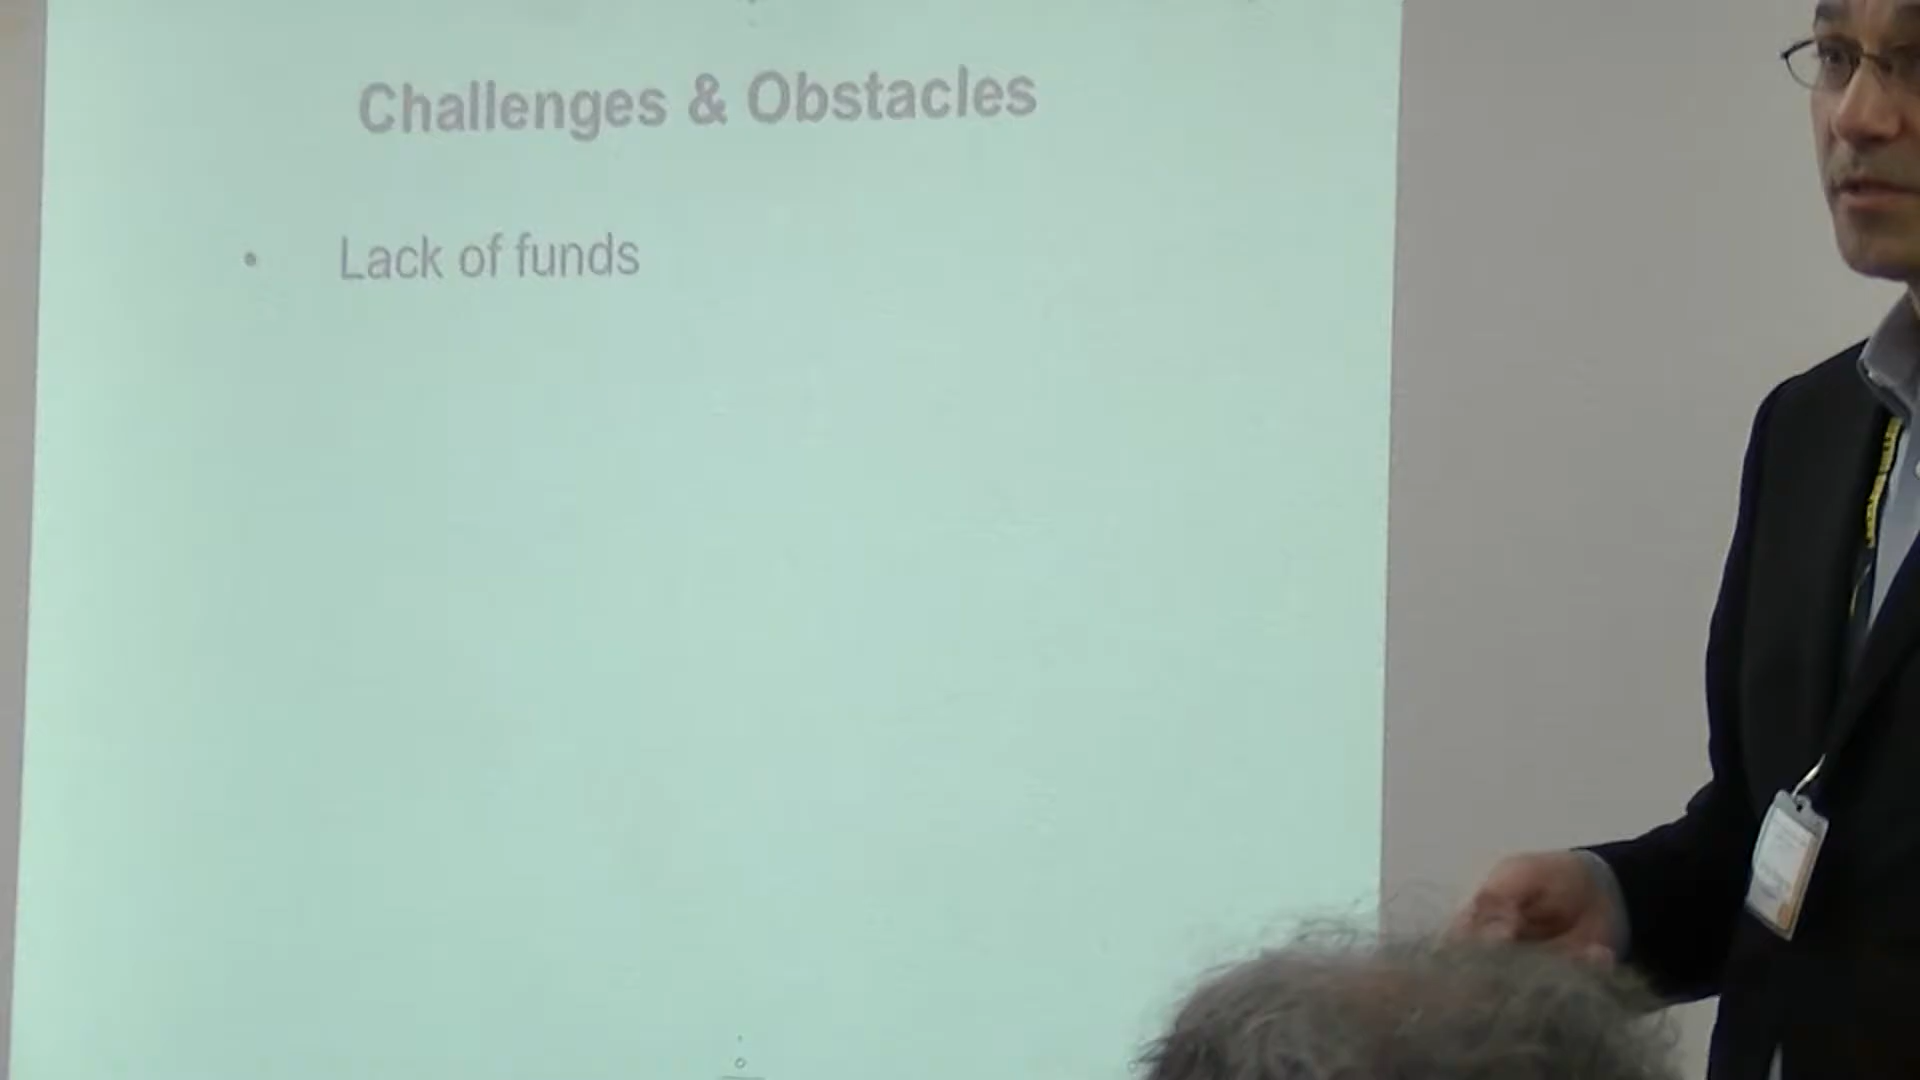 Challenges & Obstacles
• Lack of funds